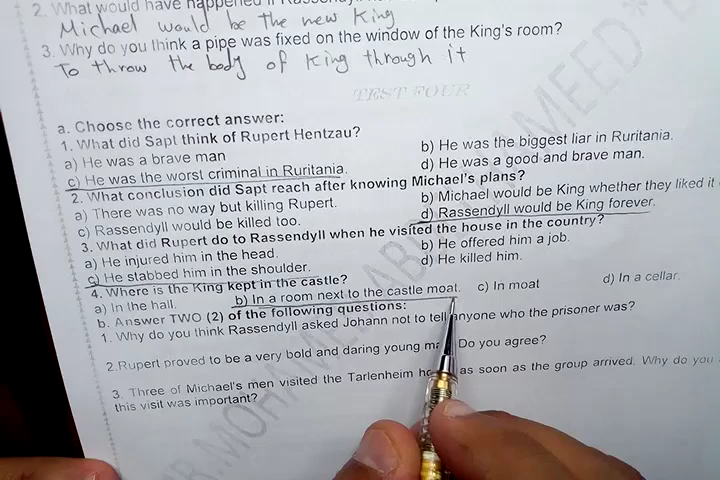 2. What would have happened if
Michael would be the new King
3. Why do you think a pipe was fixed on the window of the King's room?
To throw the body of King through it
TEST FOUR
a. Choose the correct answer:
1. What did Sapt think of Rupert Hentzau?
a) He was a brave man
b) He was the biggest liar in Ruritania.
c) He was the worst criminal in Ruritania.
d) He was a good and brave man.
2. What conclusion did Sapt reach after knowing Michael's plans?
a) There was no way but killing Rupert.
b) Michael would be King whether they liked it
c) Rassendyll would be killed too.
d) Rassendyll would be King forever.
3. What did Rupert do to Rassendyll when he visited the house in the country?
a) He injured him in the head.
b) He offered him a job.
c) He stabbed him in the shoulder.
d) He killed him.
4. Where is the King kept in the castle?
a) In the hall.
b) In a room next to the castle moat.
c) In moat
d) In a cellar.
b. Answer TWO (2) of the following questions:
1. Why do you think Rassendyll asked Johann not to tell anyone who the prisoner was?
2.Rupert proved to be a very bold and daring young Do you agree?
3. Three of Michael's men visited the Tarlenheim as soon as the group arrived. Why do you
this visit was important?